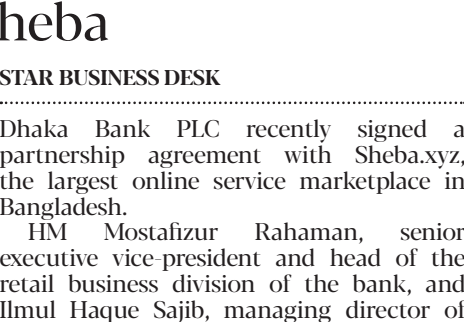 heba
STAR BUSINESS DESK
Dhaka Bank PLC recently signed a
partnership agreement with Sheba.xyz,
the largest online service marketplace in
Bangladesh.
HM Mostafizur Rahaman, senior
executive vice-president and head of the
retail business division of the bank, and
Ilmul Haque Sajib, managing director of